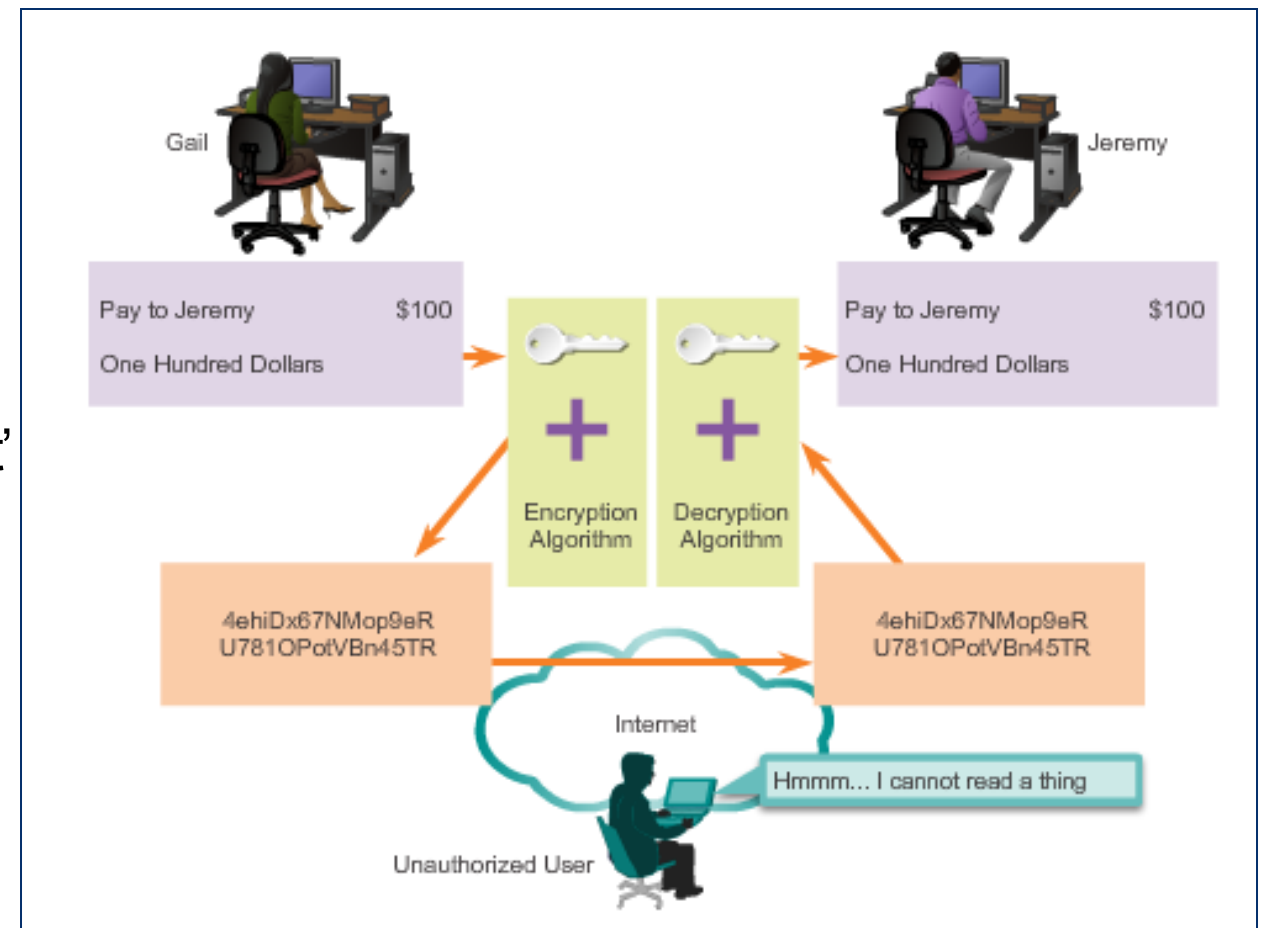 Gail
Jeremy
Pay to Jeremy $100
One Hundred Dollars
Encryption
Algorithm
Decryption
Algorithm
Pay to Jeremy $100
One Hundred Dollars
4ehiDx67NMop9eR
U781OPotVBn45TR
4ehiDx67NMop9eR
U781OPotVBn45TR
Internet
Hmmm... I cannot read a thing
Unauthorized User